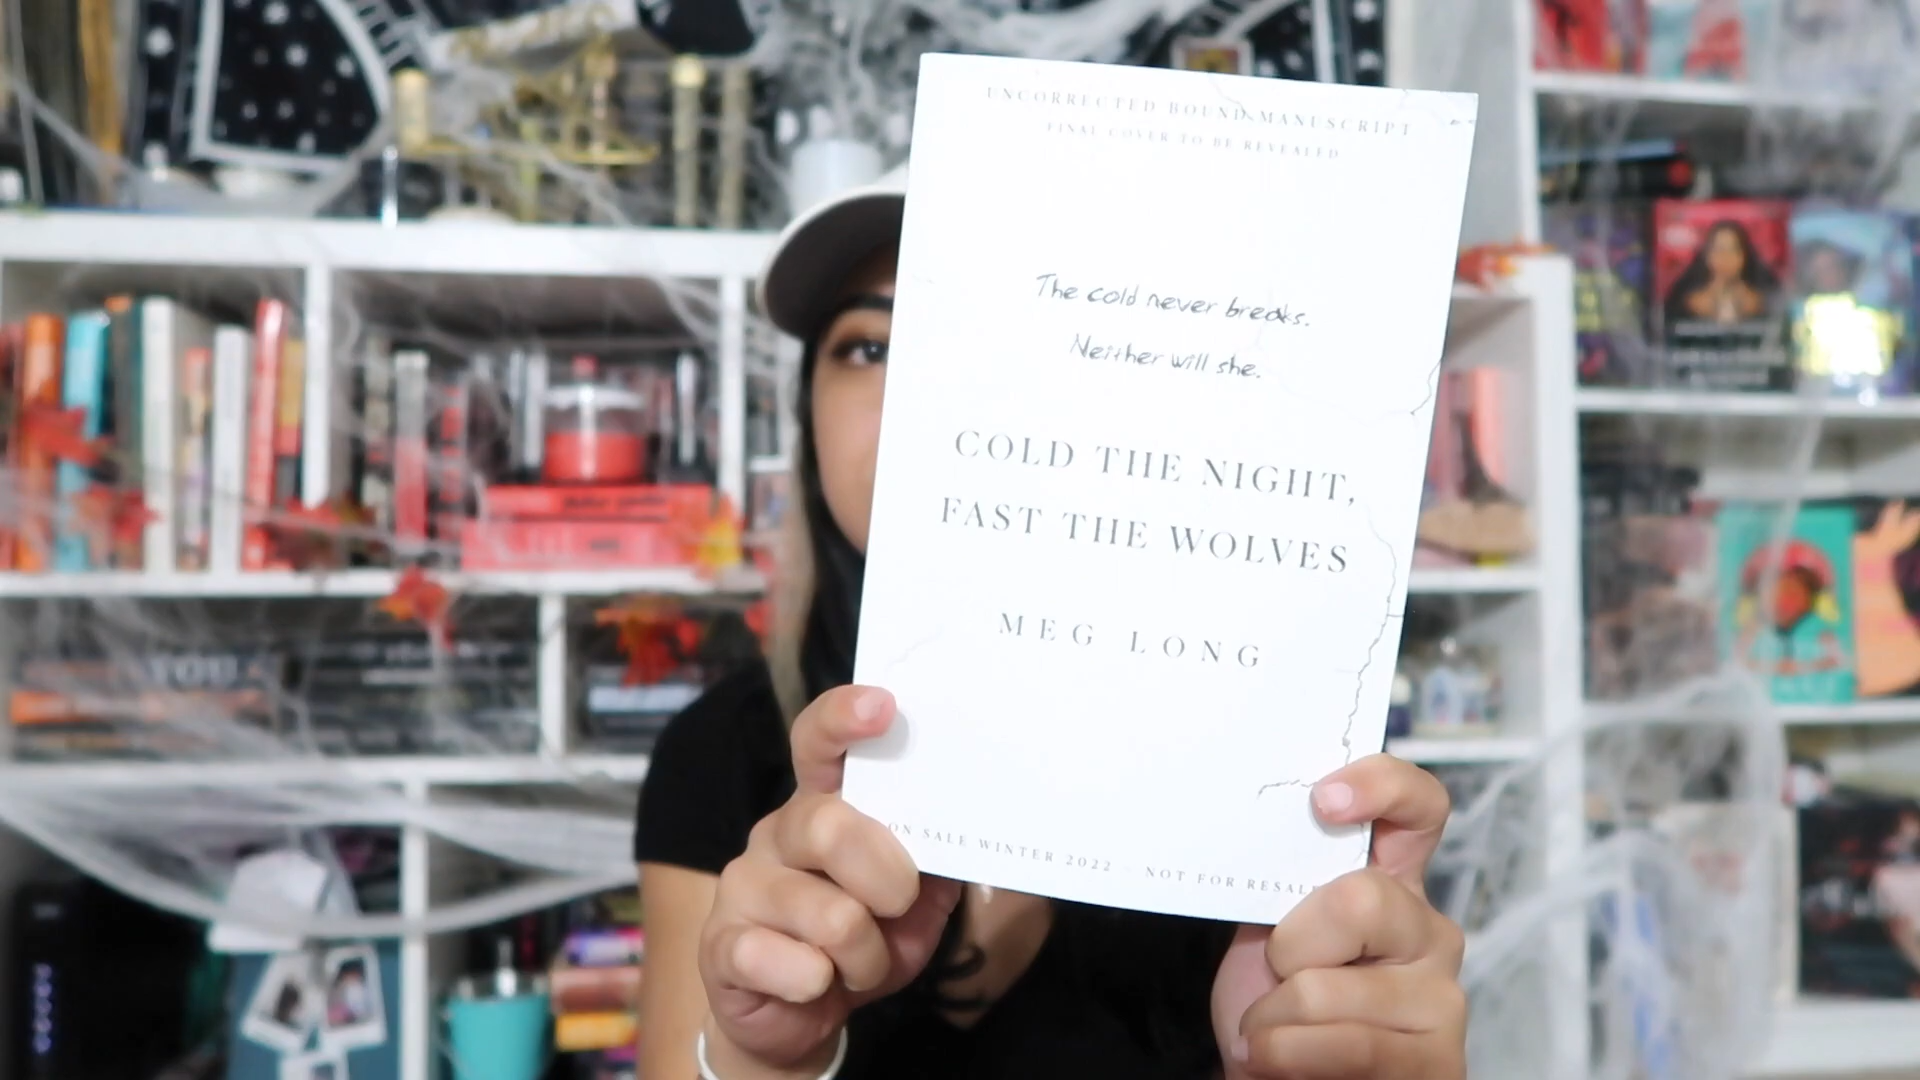 UNCORRECTED BOUND MANUSCRIPT
FINAL COVER TO BE REVEALED
The cold never breaks.
Neither will she.
COLD THE NIGHT,
FAST THE WOLVES
MEG LONG
ON SALE WINTER 2022 - NOT FOR RESALE
YOU